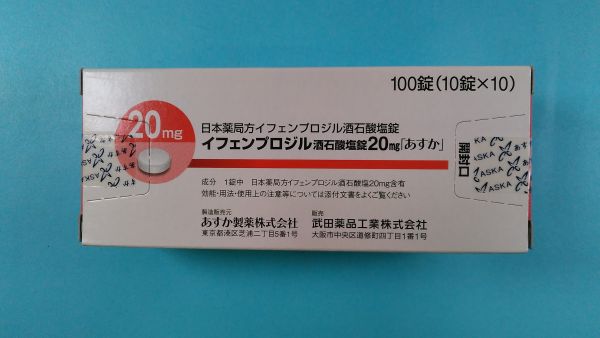 100錠(10錠×10)
20mg
日本薬局方イフェンプロジル酒石酸塩錠
イフェンプロジル酒石酸塩錠20mg「あすか」
成分 1錠中 日本薬局方イフェンプロジル酒石酸塩20mg含有
効能・用法・使用上の注意等については添付文書をよくご覧ください
製造販売元
あすか製薬株式会社
東京都港区芝浦二丁目5番1号
販売
武田薬品工業株式会社
大阪市中央区道修町四丁目1番1号
開封口
ASKA
あすか
ASKA